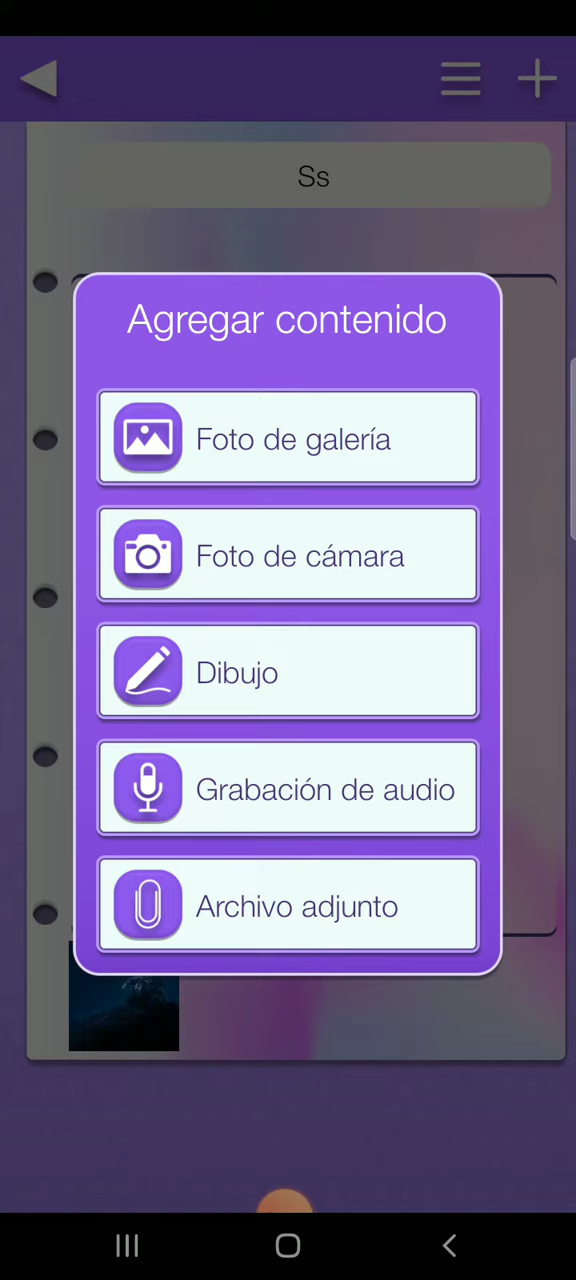 Ss
Agregar contenido
Foto de galería
Foto de cámara
Dibujo
Grabación de audio
Archivo adjunto